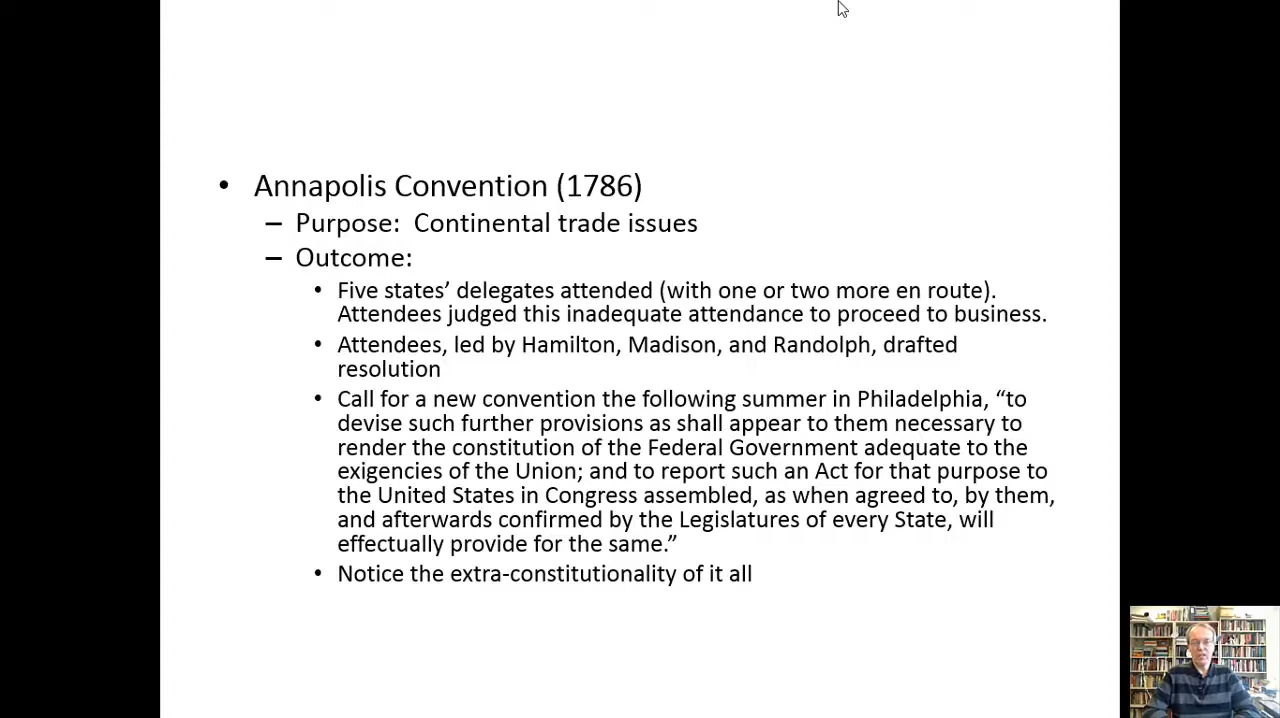 • Annapolis Convention (1786)
– Purpose: Continental trade issues
– Outcome:
• Five states’ delegates attended (with one or two more en route).
Attendees judged this inadequate attendance to proceed to business.
• Attendees, led by Hamilton, Madison, and Randolph, drafted
resolution
• Call for a new convention the following summer in Philadelphia, “to
devise such further provisions as shall appear to them necessary to
render the constitution of the Federal Government adequate to the
exigencies of the Union; and to report such an Act for that purpose to
the United States in Congress assembled, as when agreed to, by them,
and afterwards confirmed by the Legislatures of every State, will
effectually provide for the same.”
• Notice the extra-constitutionality of it all